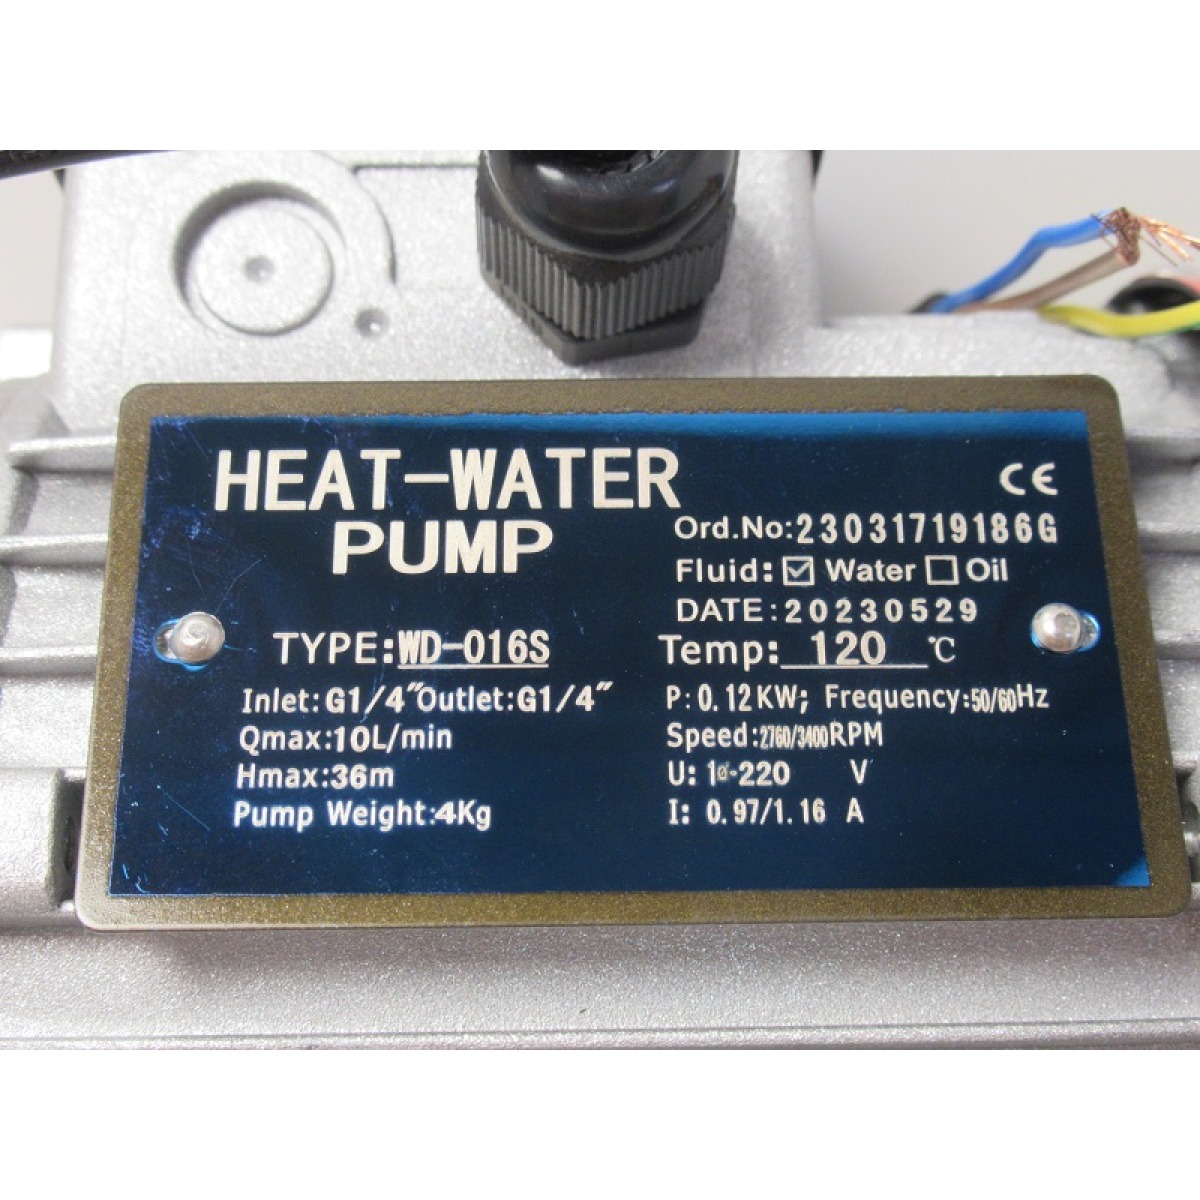 HEAT-WATER
PUMP
CE
Ord.No:23031719186G
Fluid: ☑ Water ☐ Oil
DATE:20230529
TYPE:WD-016S
Temp: 120 ℃
Inlet:G1/4"Outlet:G1/4"
P:0.12KW; Frequency:50/60Hz
Qmax:10L/min
Speed:2760/3400RPM
Hmax:36m
U: 1ø-220 V
Pump Weight:4Kg
I: 0.97/1.16 A